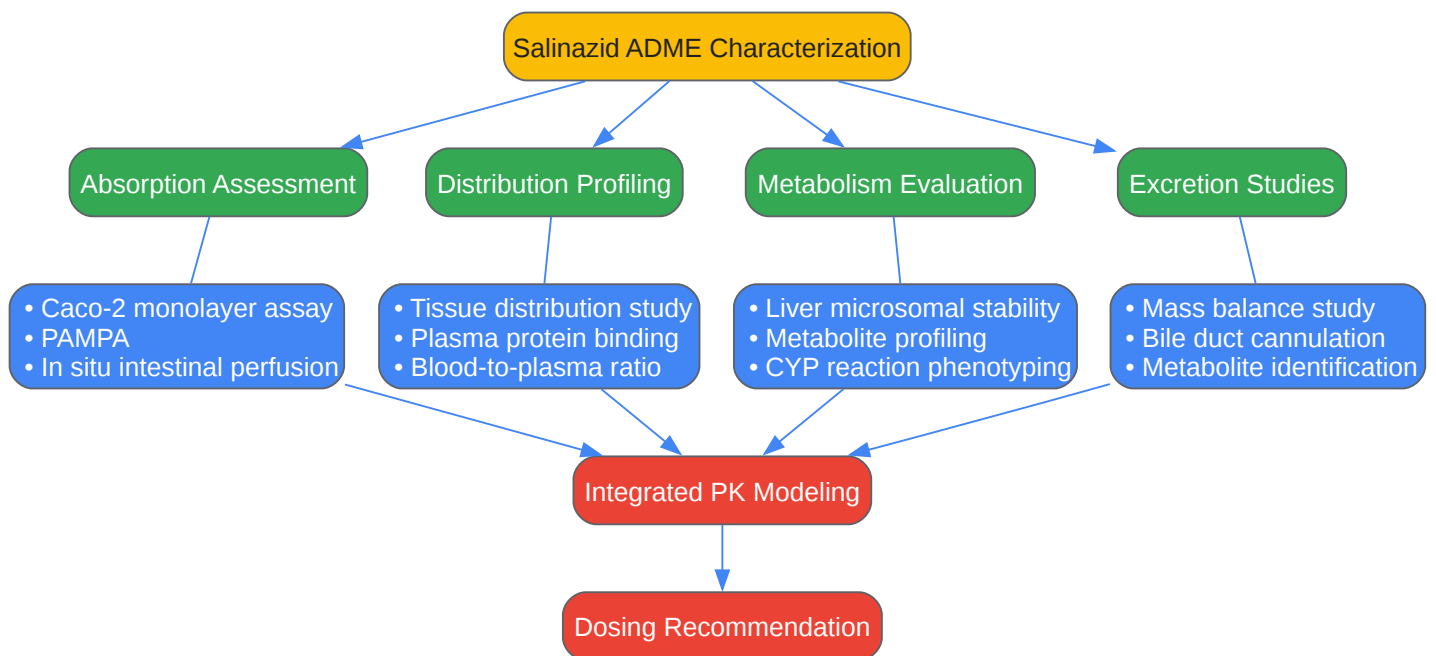 Salinazid ADME Characterization
Absorption Assessment
Distribution Profiling
Metabolism Evaluation
Excretion Studies
• Caco-2 monolayer assay
• PAMPA
• In situ intestinal perfusion
• Tissue distribution study
• Plasma protein binding
• Blood-to-plasma ratio
• Liver microsomal stability
• Metabolite profiling
• CYP reaction phenotyping
• Mass balance study
• Bile duct cannulation
• Metabolite identification
Integrated PK Modeling
Dosing Recommendation